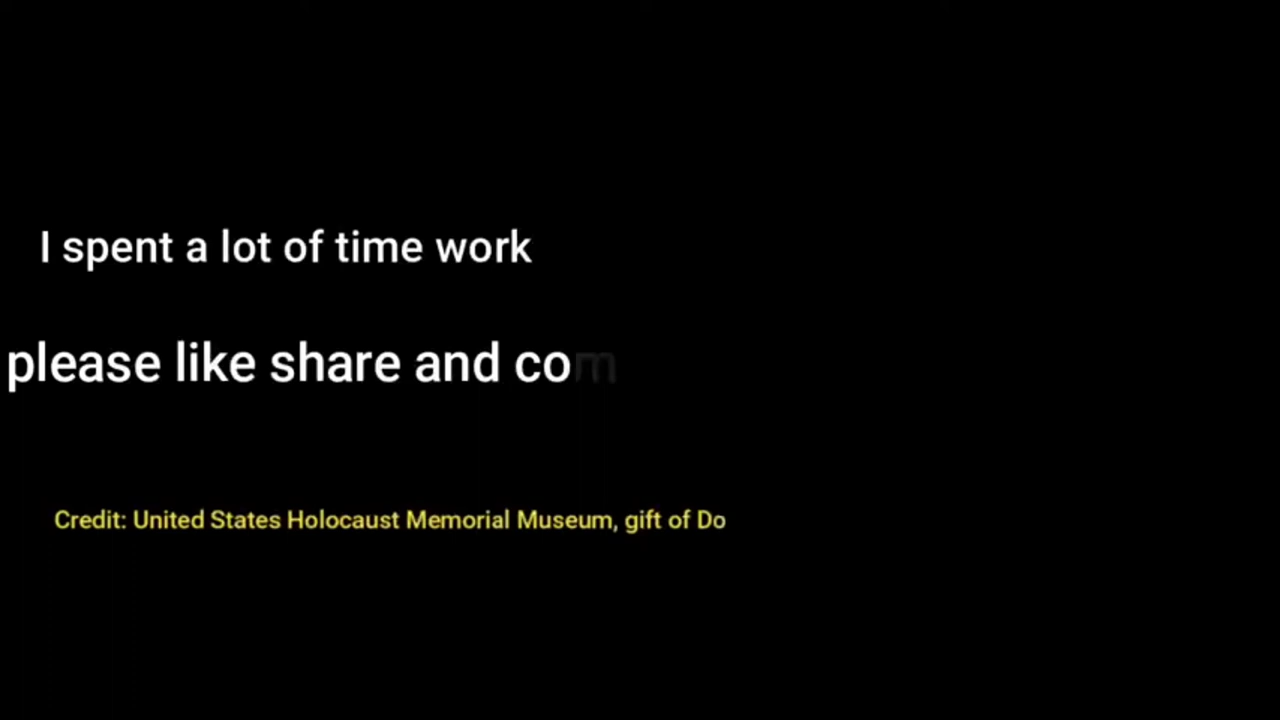 I spent a lot of time work
please like share and com
Credit: United States Holocaust Memorial Museum, gift of Do